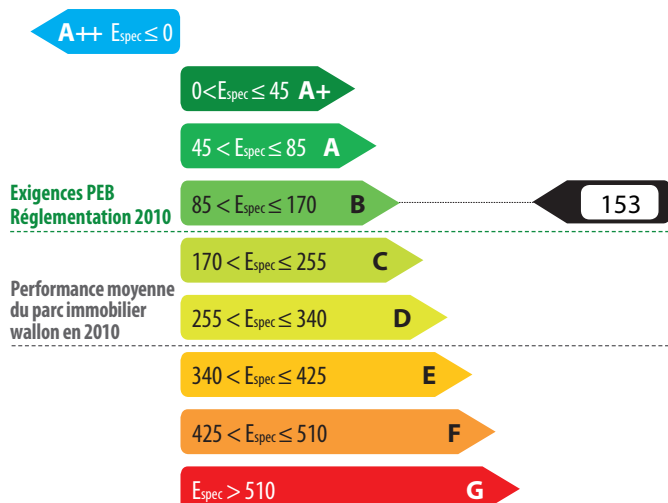 A++ Espec ≤ 0
0<Espec ≤ 45 A+
45 < Espec ≤ 85 A
Exigences PEB
Réglementation 2010
85 < Espec ≤ 170 B
153
170 < Espec ≤ 255 C
Performance moyenne
du parc immobilier
wallon en 2010
255 < Espec ≤ 340 D
340 < Espec ≤ 425 E
425 < Espec ≤ 510 F
Espec > 510 G